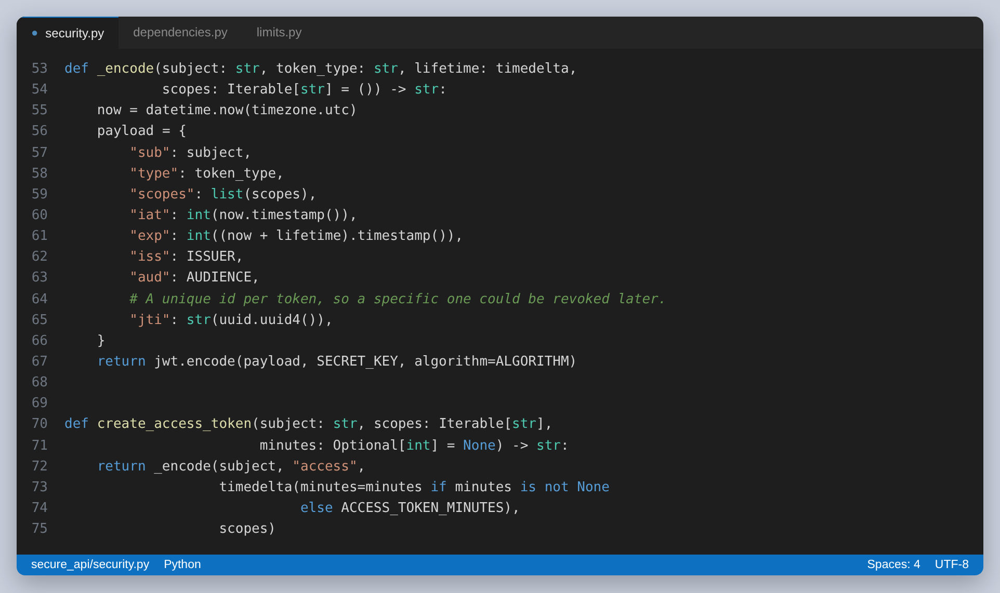 security.py dependencies.py limits.py
53 def _encode(subject: str, token_type: str, lifetime: timedelta,
54             scopes: Iterable[str] = ()) -> str:
55     now = datetime.now(timezone.utc)
56     payload = {
57         "sub": subject,
58         "type": token_type,
59         "scopes": list(scopes),
60         "iat": int(now.timestamp()),
61         "exp": int((now + lifetime).timestamp()),
62         "iss": ISSUER,
63         "aud": AUDIENCE,
64         # A unique id per token, so a specific one could be revoked later.
65         "jti": str(uuid.uuid4()),
66     }
67     return jwt.encode(payload, SECRET_KEY, algorithm=ALGORITHM)
68
69
70 def create_access_token(subject: str, scopes: Iterable[str],
71                         minutes: Optional[int] = None) -> str:
72     return _encode(subject, "access",
73                    timedelta(minutes=minutes if minutes is not None
74                              else ACCESS_TOKEN_MINUTES),
75                    scopes)
secure_api/security.py Python Spaces: 4 UTF-8